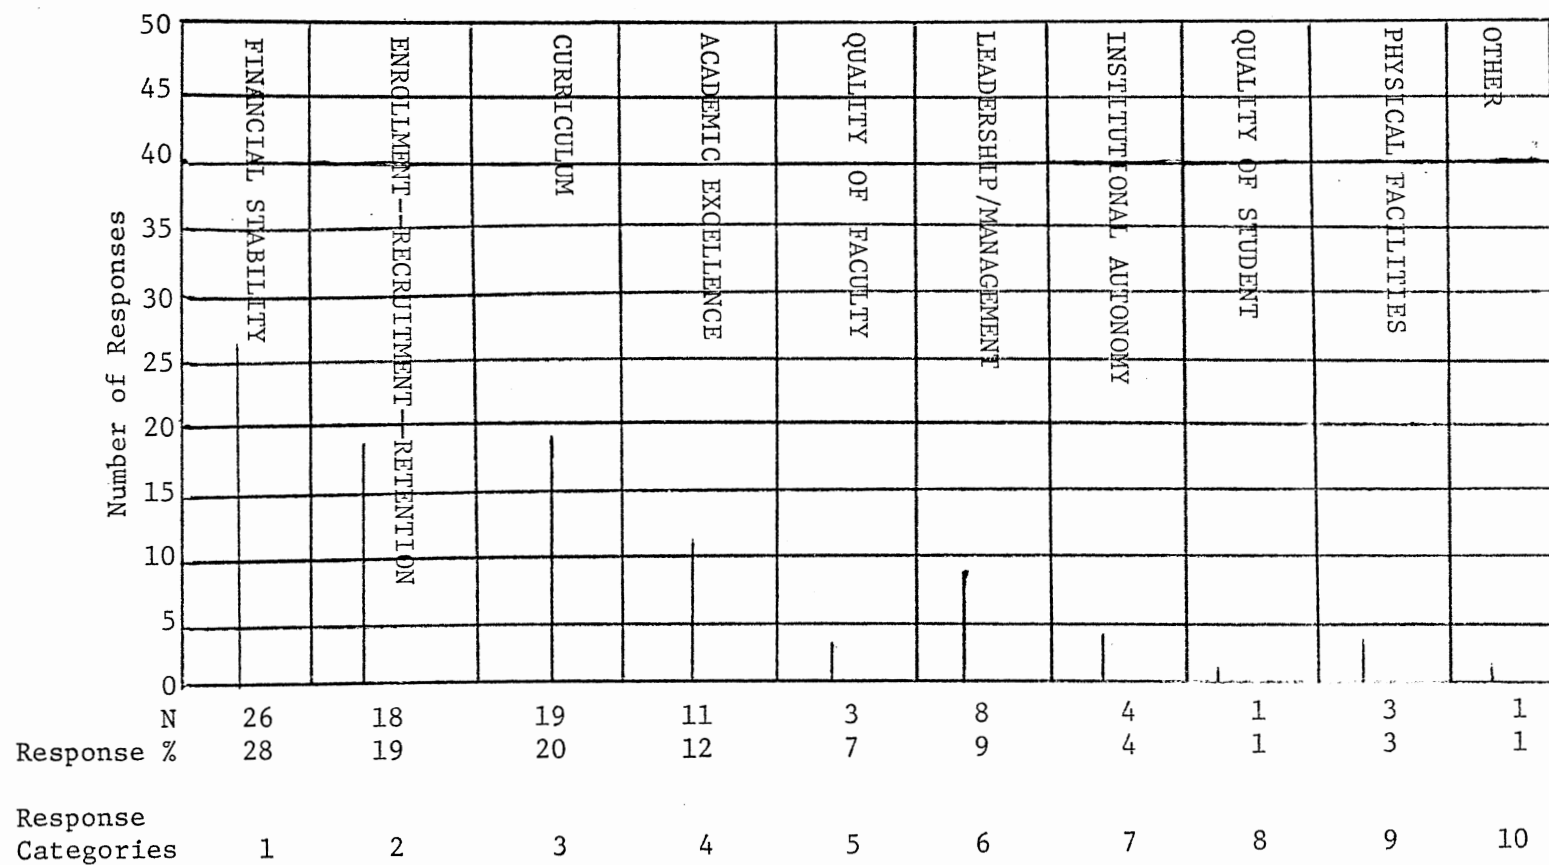 50
45
40
35
30
25
20
15
10
5
0
Number of Responses
FINANCIAL STABILITY
ENROLLMENT--RECRUITMENT--RETENTION
CURRICULUM
ACADEMIC EXCELLENCE
QUALITY OF FACULTY
LEADERSHIP/MANAGEMENT
INSTITUTIONAL AUTONOMY
QUALITY OF STUDENT
PHYSICAL FACILITIES
OTHER
N 26 18 19 11 3 8 4 1 3 1
Response % 28 19 20 12 7 9 4 1 3 1
Response
Categories 1 2 3 4 5 6 7 8 9 10